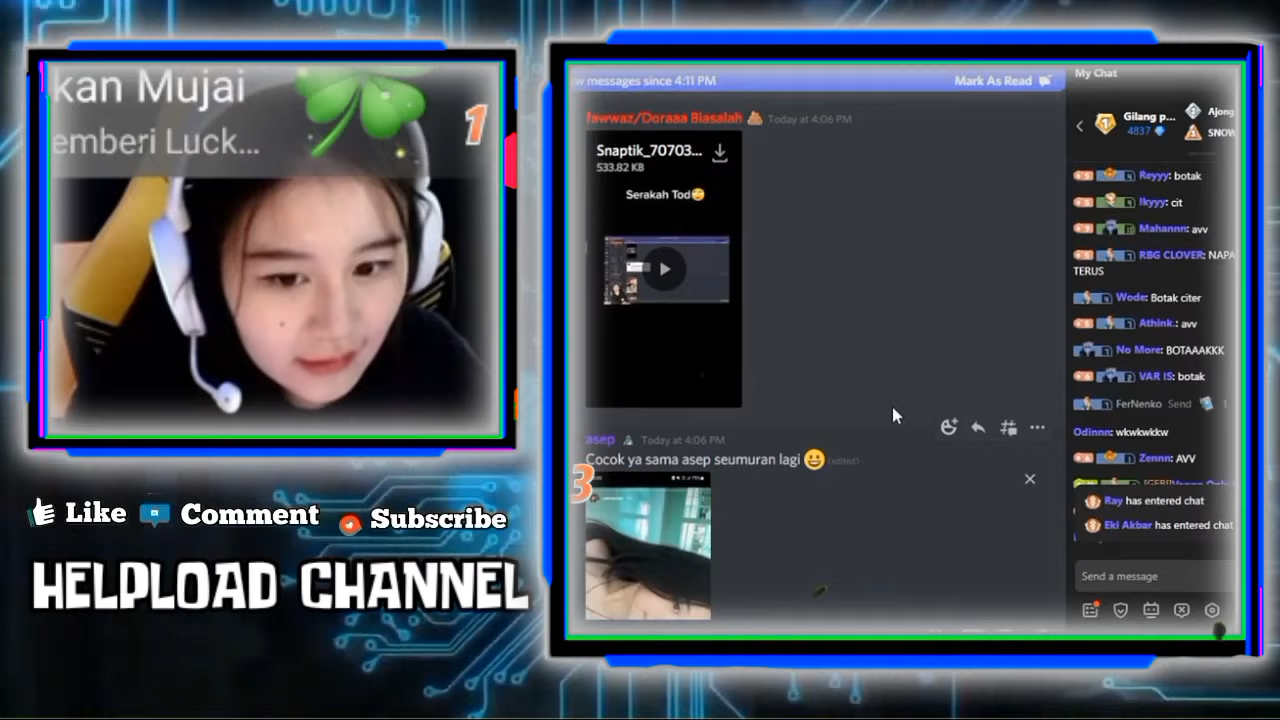 kan Mujai
emberi Luck...
1
Like
Comment
Subscribe
HELPLOAD CHANNEL
w messages since 4:11 PM
Mark As Read
fawwaz/Doraaa Biasalah
Today at 4:06 PM
Snaptik_70703...
533.82 KB
Serakah Tod🙄
asep
Today at 4:06 PM
Cocok ya sama asep seumuran lagi 😀 (edited)
3
My Chat
Gilang p...
4837
Ajong
SNOW
Reyyy: botak
Ikyyy: cit
Mahannn: avv
RBG CLOVER: NAPA
TERUS
Wode: Botak citer
Athink.: avv
No More: BOTAAAKKK
VAR IS: botak
FerNenko Send
Odinnn: wkwkwkkw
Zennn: AVV
Ray has entered chat
Eki Akbar has entered chat
Send a message